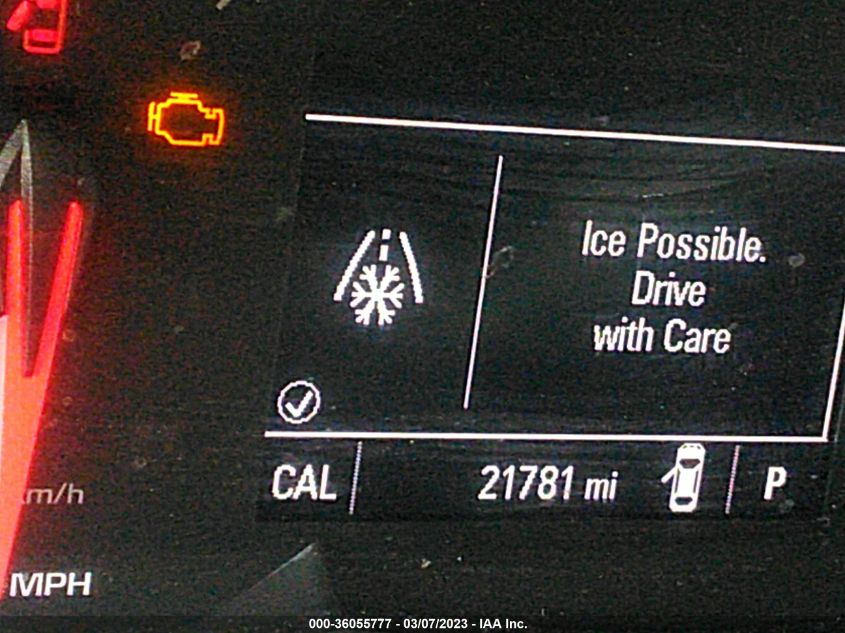 Ice Possible.
Drive
with Care
CAL
21781 mi
P
km/h
MPH
000-36055777 - 03/07/2023 - IAA Inc.